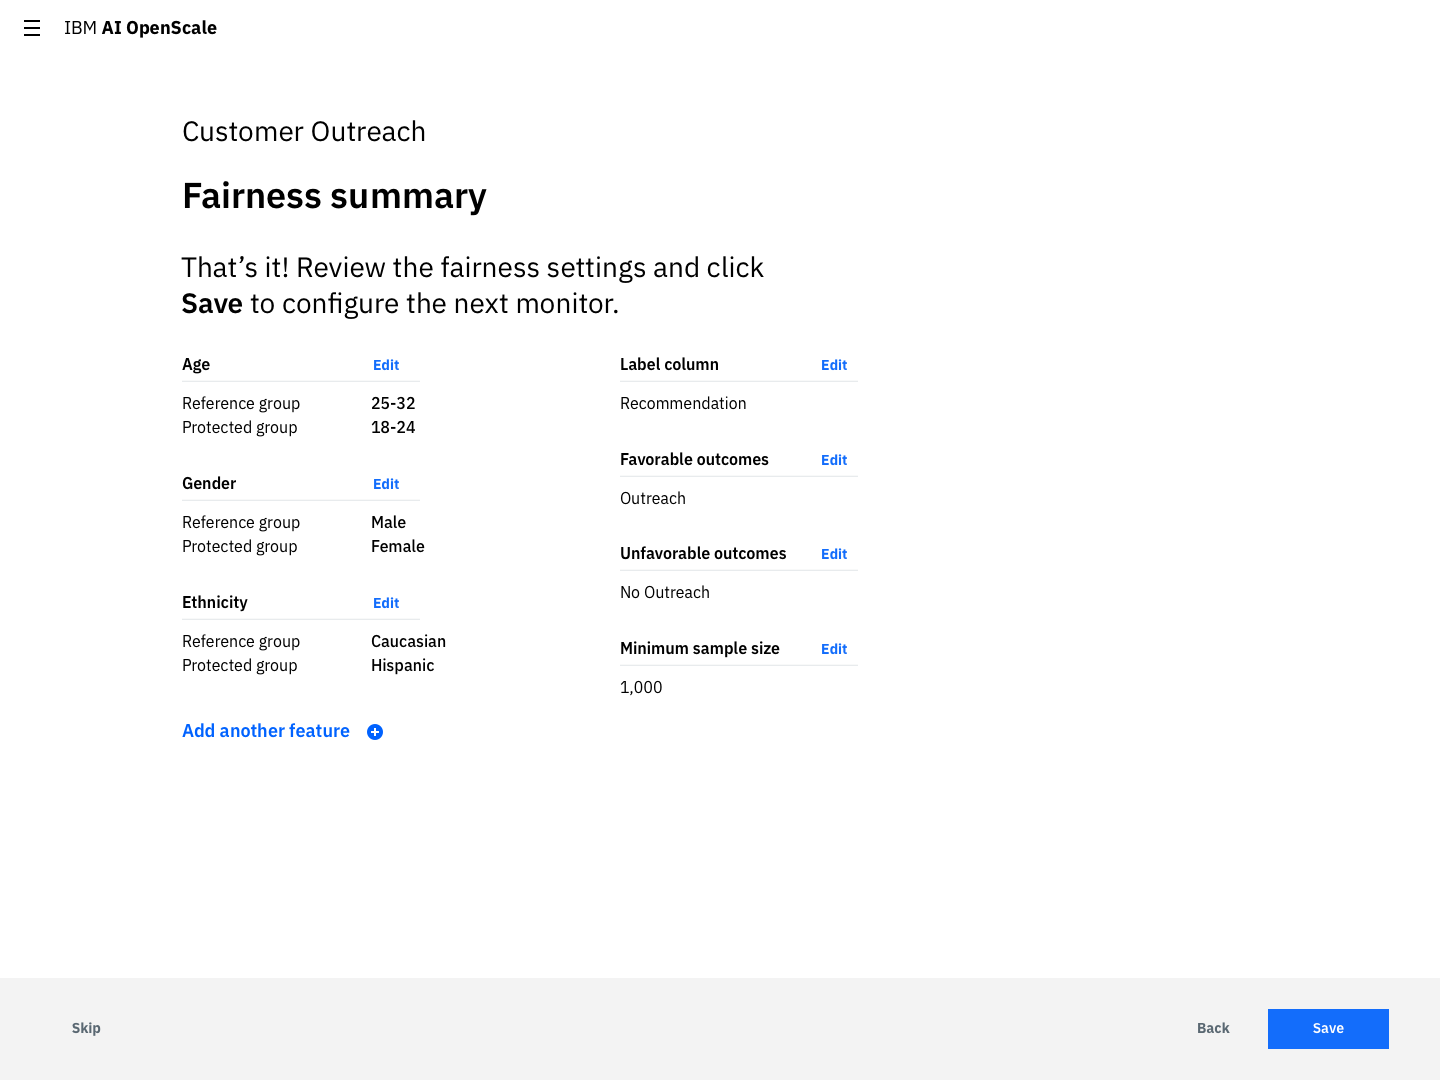 IBM AI OpenScale
Customer Outreach
Fairness summary
That’s it! Review the fairness settings and click
Save to configure the next monitor.
Age Edit
Reference group 25-32
Protected group 18-24
Gender Edit
Reference group Male
Protected group Female
Ethnicity Edit
Reference group Caucasian
Protected group Hispanic
Add another feature
Label column Edit
Recommendation
Favorable outcomes Edit
Outreach
Unfavorable outcomes Edit
No Outreach
Minimum sample size Edit
1,000
Skip
Back
Save